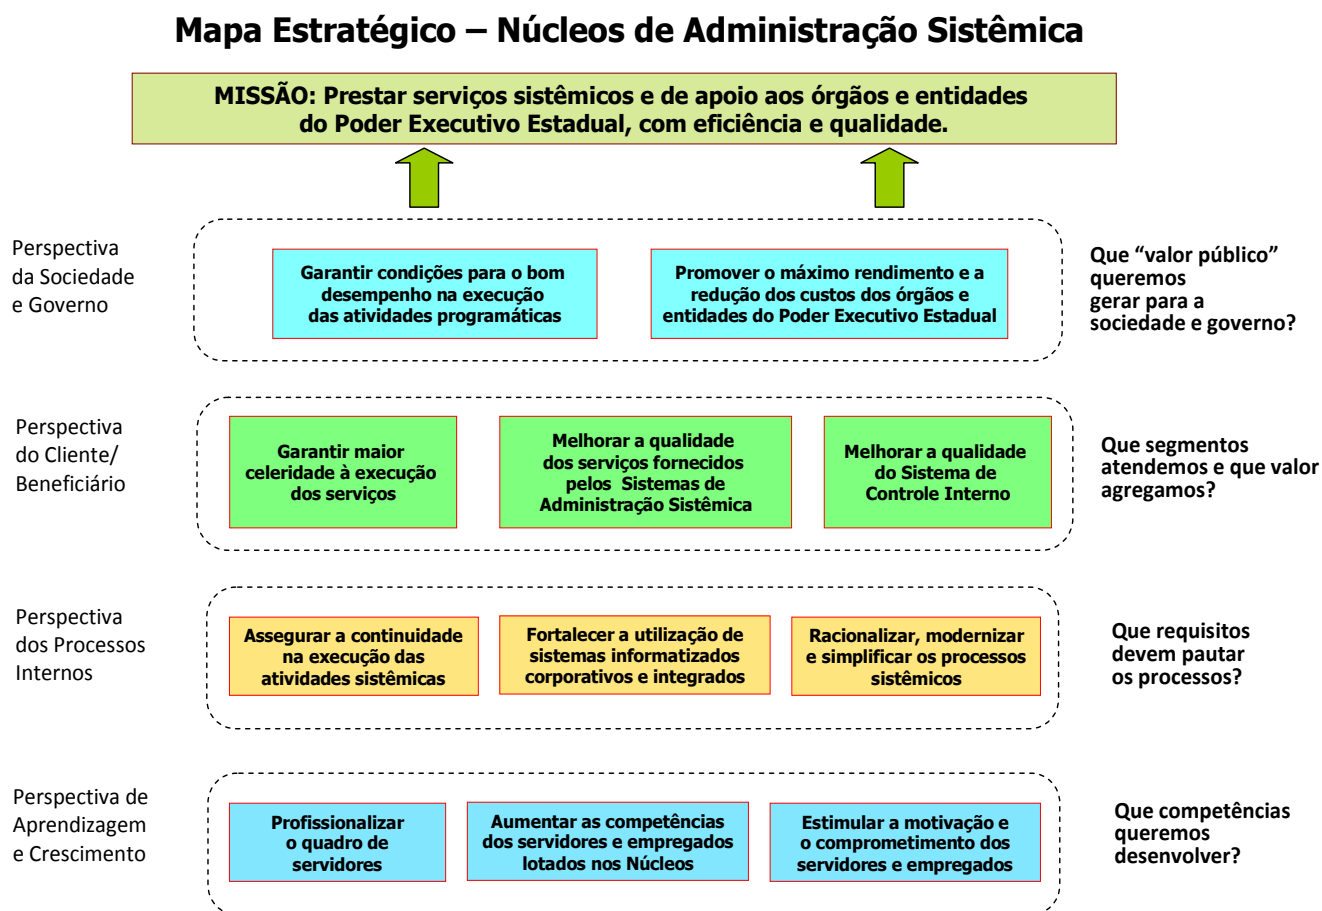 Mapa Estratégico – Núcleos de Administração Sistêmica
MISSÃO: Prestar serviços sistêmicos e de apoio aos órgãos e entidades
do Poder Executivo Estadual, com eficiência e qualidade.
Perspectiva
da Sociedade
e Governo
Garantir condições para o bom
desempenho na execução
das atividades programáticas
Promover o máximo rendimento e a
redução dos custos dos órgãos e
entidades do Poder Executivo Estadual
Que “valor público”
queremos
gerar para a
sociedade e governo?
Perspectiva
do Cliente/
Beneficiário
Garantir maior
celeridade à execução
dos serviços
Melhorar a qualidade
dos serviços fornecidos
pelos Sistemas de
Administração Sistêmica
Melhorar a qualidade
do Sistema de
Controle Interno
Que segmentos
atendemos e que valor
agregamos?
Perspectiva
dos Processos
Internos
Assegurar a continuidade
na execução das
atividades sistêmicas
Fortalecer a utilização de
sistemas informatizados
corporativos e integrados
Racionalizar, modernizar
e simplificar os processos
sistêmicos
Que requisitos
devem pautar
os processos?
Perspectiva de
Aprendizagem
e Crescimento
Profissionalizar
o quadro de
servidores
Aumentar as competências
dos servidores e empregados
lotados nos Núcleos
Estimular a motivação e
o comprometimento dos
servidores e empregados
Que competências
queremos
desenvolver?